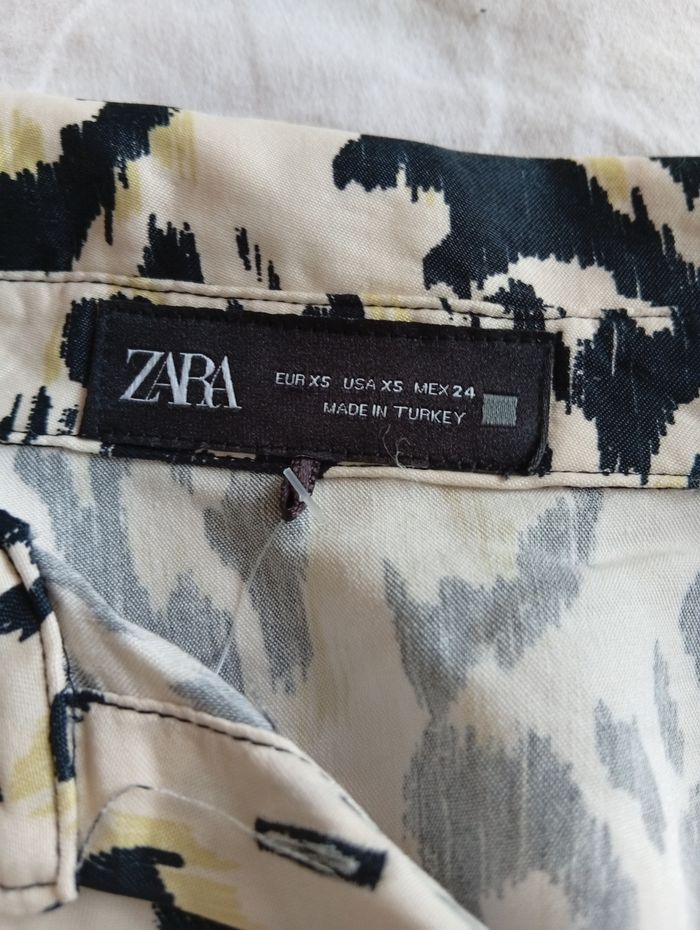 ZARA
EUR XS USA XS MEX 24
MADE IN TURKEY